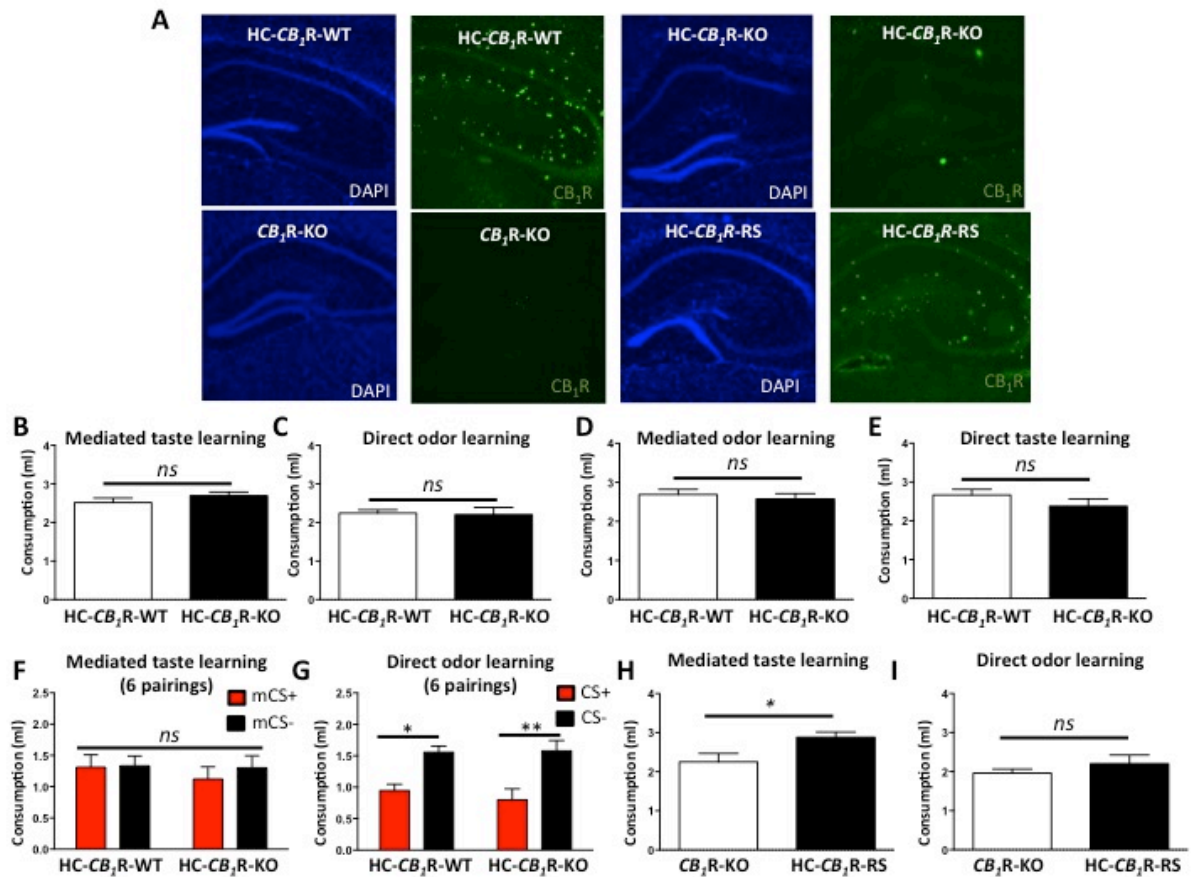 A
HC-CB₁R-WT
HC-CB₁R-WT
HC-CB₁R-KO
HC-CB₁R-KO
DAPI
CB₁R
DAPI
CB₁R
CB₁R-KO
CB₁R-KO
HC-CB₁R-RS
HC-CB₁R-RS
DAPI
CB₁R
DAPI
CB₁R
B
Mediated taste learning
Consumption (ml)
4
3
2
1
0
ns
HC-CB₁R-WT HC-CB₁R-KO
C
Direct odor learning
Consumption (ml)
4
3
2
1
0
ns
HC-CB₁R-WT HC-CB₁R-KO
D
Mediated odor learning
Consumption (ml)
4
3
2
1
0
ns
HC-CB₁R-WT HC-CB₁R-KO
E
Direct taste learning
Consumption (ml)
4
3
2
1
0
ns
HC-CB₁R-WT HC-CB₁R-KO
F
Mediated taste learning
(6 pairings)
Consumption (ml)
2.5
2.0
1.5
1.0
0.5
0.0
mCS+
mCS-
ns
HC-CB₁R-WT HC-CB₁R-KO
G
Direct odor learning
(6 pairings)
Consumption (ml)
2.5
2.0
1.5
1.0
0.5
0.0
CS+
CS-
*
**
HC-CB₁R-WT HC-CB₁R-KO
H
Mediated taste learning
Consumption (ml)
4
3
2
1
0
*
CB₁R-KO HC-CB₁R-RS
I
Direct odor learning
Consumption (ml)
4
3
2
1
0
ns
CB₁R-KO HC-CB₁R-RS